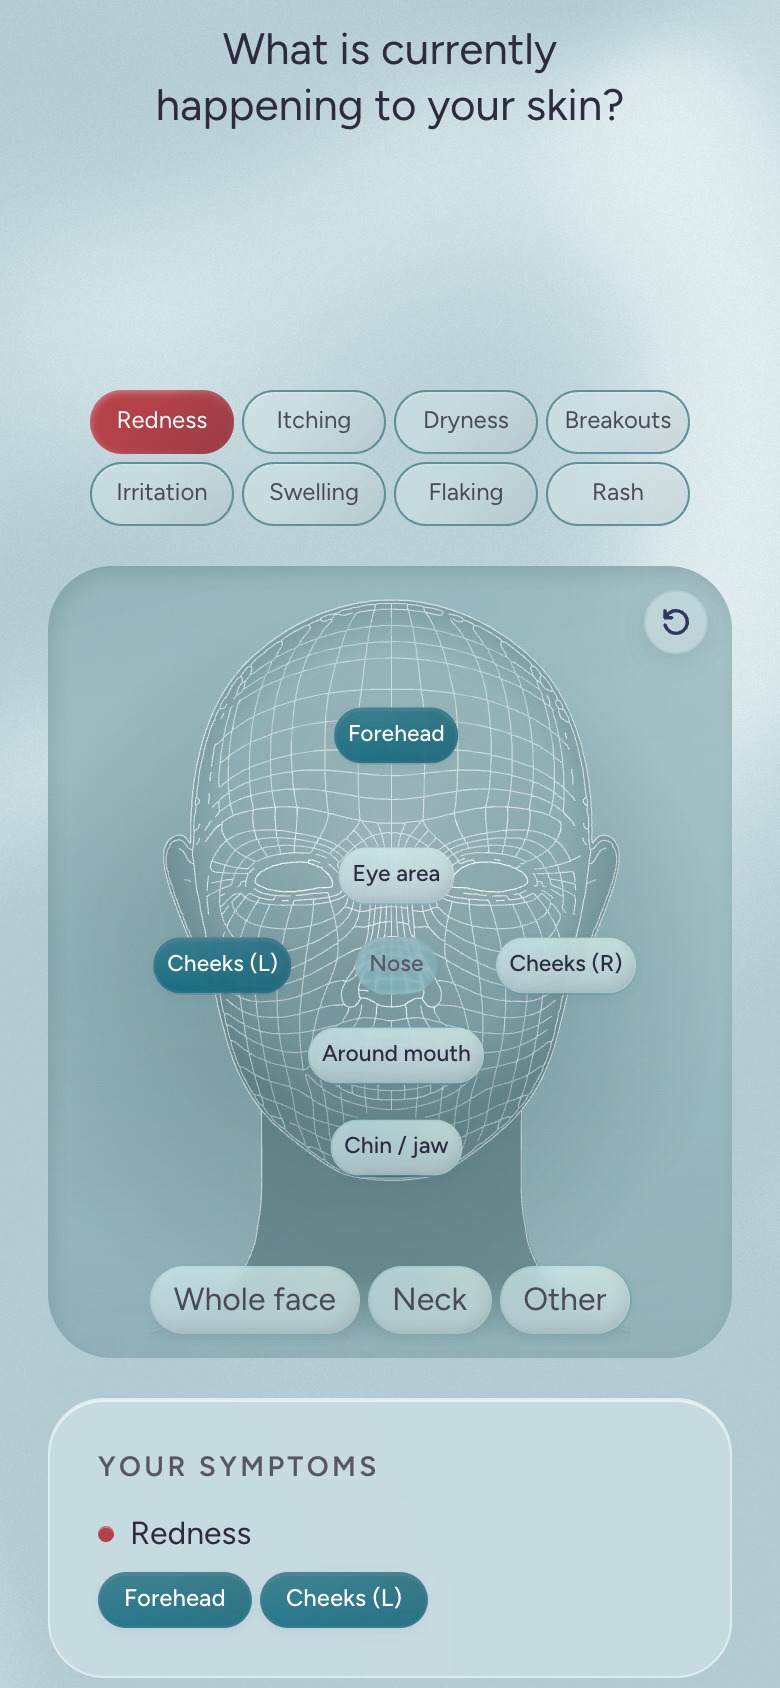 What is currently
happening to your skin?
Redness Itching Dryness Breakouts
Irritation Swelling Flaking Rash
Forehead
Eye area
Cheeks (L) Nose Cheeks (R)
Around mouth
Chin / jaw
Whole face Neck Other
YOUR SYMPTOMS
Redness
Forehead Cheeks (L)